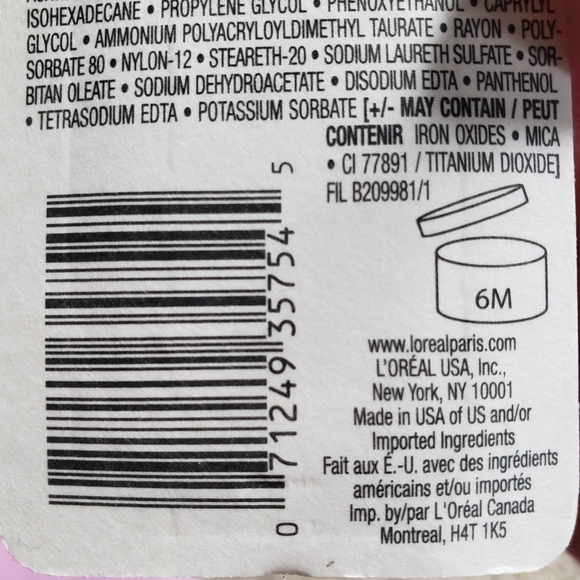 ISOHEXADECANE • PROPYLENE GLYCOL • PHENOXYETHANOL • CAPRYLYL
GLYCOL • AMMONIUM POLYACRYLOYLDIMETHYL TAURATE • RAYON • POLY-
SORBATE 80 • NYLON-12 • STEARETH-20 • SODIUM LAURETH SULFATE • SOR-
BITAN OLEATE • SODIUM DEHYDROACETATE • DISODIUM EDTA • PANTHENOL
• TETRASODIUM EDTA • POTASSIUM SORBATE [+/- MAY CONTAIN / PEUT
CONTENIR IRON OXIDES • MICA
• CI 77891 / TITANIUM DIOXIDE]
FIL B209981/1
6M
www.lorealparis.com
L'ORÉAL USA, Inc.,
New York, NY 10001
Made in USA of US and/or
Imported Ingredients
Fait aux É.-U. avec des ingrédients
américains et/ou importés
Imp. by/par L'Oréal Canada
Montreal, H4T 1K5
0 71249 35754 5